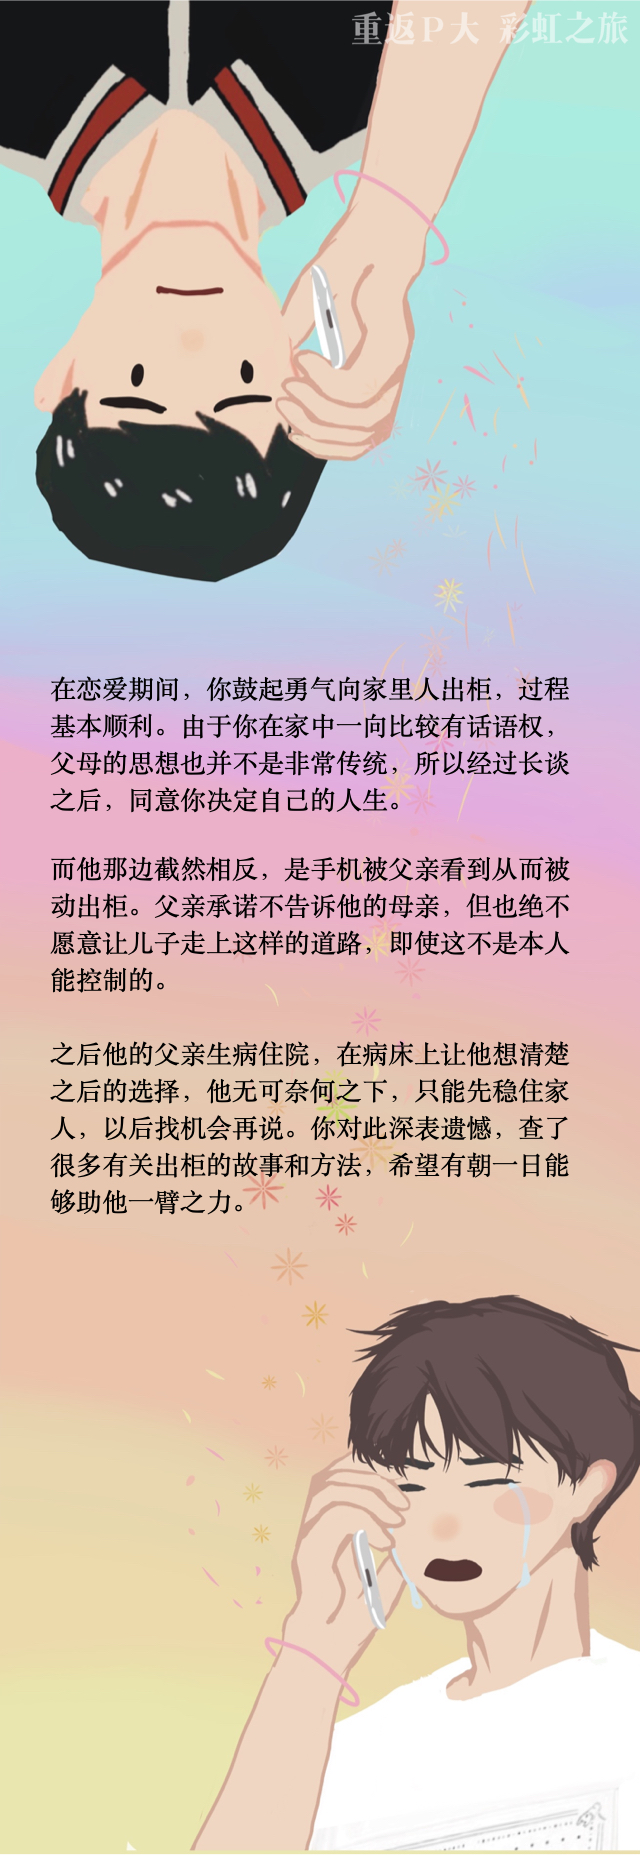 重返P大 彩虹之旅
在恋爱期间，你鼓起勇气向家里人出柜，过程
基本顺利。由于你在家中一向比较有话语权，
父母的思想也并不是非常传统，所以经过长谈
之后，同意你决定自己的人生。
而他那边截然相反，是手机被父亲看到从而被
动出柜。父亲承诺不告诉他的母亲，但也绝不
愿意让儿子走上这样的道路，即使这不是本人
能控制的。
之后他的父亲生病住院，在病床上让他想清楚
之后的选择，他无可奈何之下，只能先稳住家
人，以后找机会再说。你对此深表遗憾，查了
很多有关出柜的故事和方法，希望有朝一日能
够助他一臂之力。